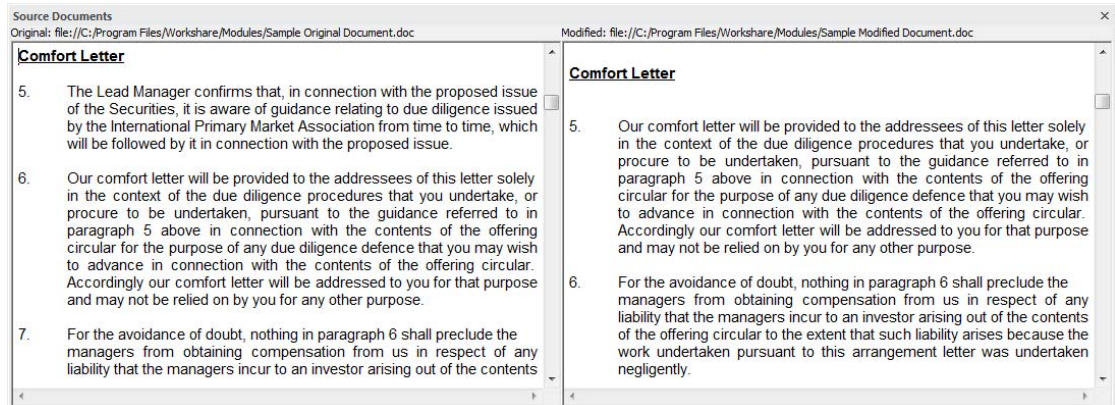 Source Documents
Original: file://C:/Program Files/Workshare/Modules/Sample Original Document.doc
Comfort Letter
5. The Lead Manager confirms that, in connection with the proposed issue
of the Securities, it is aware of guidance relating to due diligence issued
by the International Primary Market Association from time to time, which
will be followed by it in connection with the proposed issue.
6. Our comfort letter will be provided to the addressees of this letter solely
in the context of the due diligence procedures that you undertake, or
procure to be undertaken, pursuant to the guidance referred to in
paragraph 5 above in connection with the contents of the offering
circular for the purpose of any due diligence defence that you may wish
to advance in connection with the contents of the offering circular.
Accordingly our comfort letter will be addressed to you for that purpose
and may not be relied on by you for any other purpose.
7. For the avoidance of doubt, nothing in paragraph 6 shall preclude the
managers from obtaining compensation from us in respect of any
liability that the managers incur to an investor arising out of the contents
Modified: file://C:/Program Files/Workshare/Modules/Sample Modified Document.doc
Comfort Letter
5. Our comfort letter will be provided to the addressees of this letter solely
in the context of the due diligence procedures that you undertake, or
procure to be undertaken, pursuant to the guidance referred to in
paragraph 5 above in connection with the contents of the offering
circular for the purpose of any due diligence defence that you may wish
to advance in connection with the contents of the offering circular.
Accordingly our comfort letter will be addressed to you for that purpose
and may not be relied on by you for any other purpose.
6. For the avoidance of doubt, nothing in paragraph 6 shall preclude the
managers from obtaining compensation from us in respect of any
liability that the managers incur to an investor arising out of the contents
of the offering circular to the extent that such liability arises because the
work undertaken pursuant to this arrangement letter was undertaken
negligently.